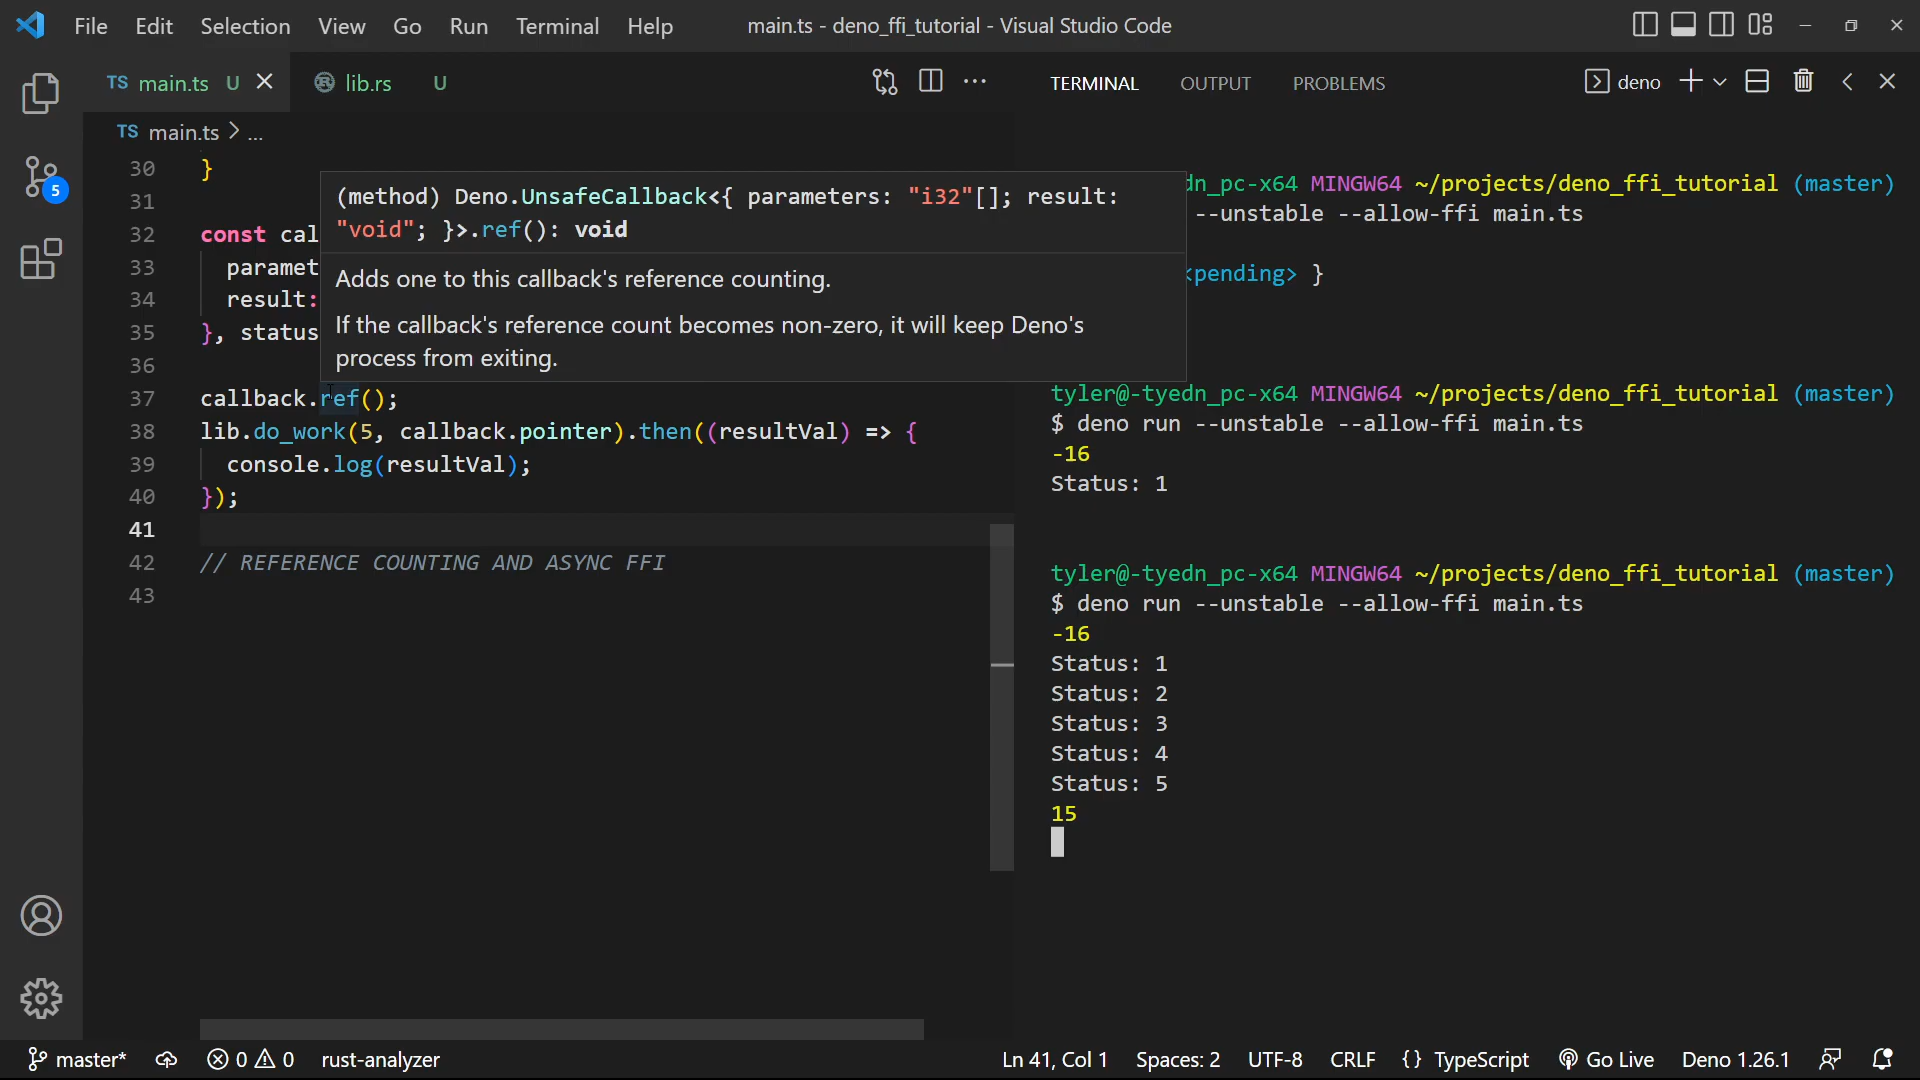 File Edit Selection View Go Run Terminal Help
main.ts - deno_ffi_tutorial - Visual Studio Code
TS main.ts U
lib.rs U
TS main.ts > ...
5
30 }
31
32 const cal
33 paramet
34 result:
35 }, status
36
37 callback.ref();
38 lib.do_work(5, callback.pointer).then((resultVal) => {
39 console.log(resultVal);
40 });
41
42 // REFERENCE COUNTING AND ASYNC FFI
43
(method) Deno.UnsafeCallback<{ parameters: "i32"[]; result:
"void"; }>.ref(): void
Adds one to this callback's reference counting.
If the callback's reference count becomes non-zero, it will keep Deno's
process from exiting.
TERMINAL OUTPUT PROBLEMS
deno
dn_pc-x64 MINGW64 ~/projects/deno_ffi_tutorial (master)
--unstable --allow-ffi main.ts
<pending> }
tyler@-tyedn_pc-x64 MINGW64 ~/projects/deno_ffi_tutorial (master)
$ deno run --unstable --allow-ffi main.ts
-16
Status: 1
tyler@-tyedn_pc-x64 MINGW64 ~/projects/deno_ffi_tutorial (master)
$ deno run --unstable --allow-ffi main.ts
-16
Status: 1
Status: 2
Status: 3
Status: 4
Status: 5
15
master* 0 0 rust-analyzer
Ln 41, Col 1 Spaces: 2 UTF-8 CRLF {} TypeScript Go Live Deno 1.26.1